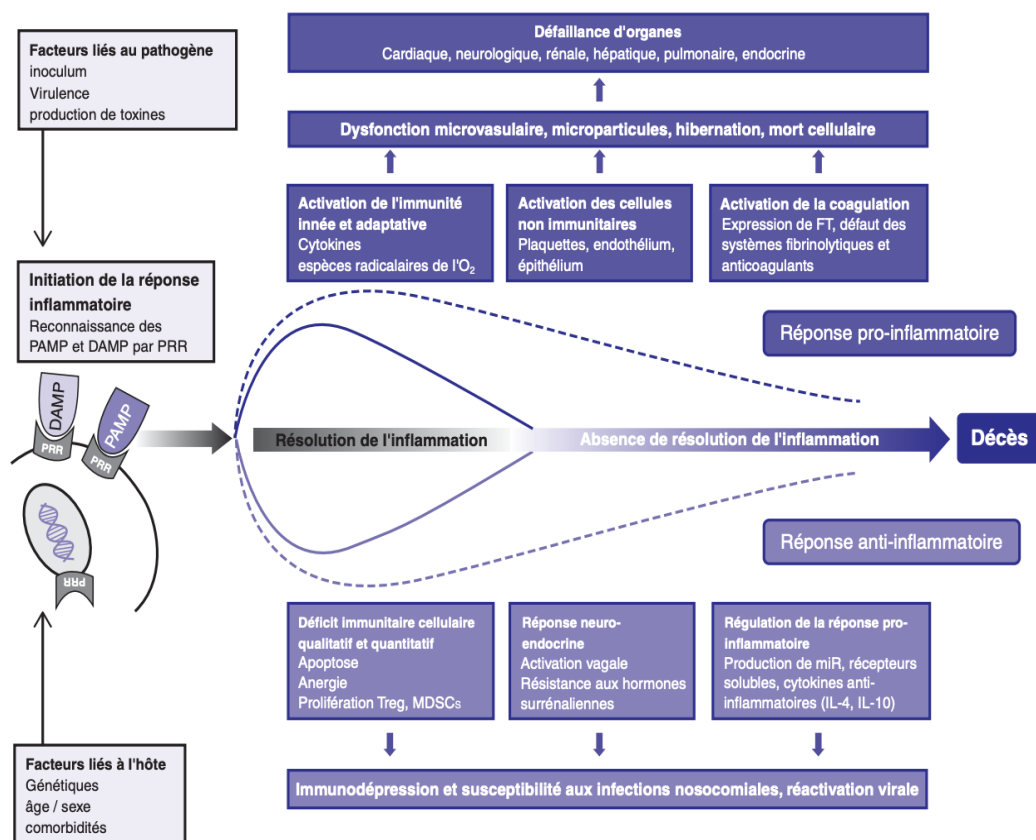 Facteurs liés au pathogène
inoculum
Virulence
production de toxines
Initiation de la réponse
inflammatoire
Reconnaissance des
PAMP et DAMP par PRR
DAMP
PRR
PAMP
PRR
PRR
Facteurs liés à l'hôte
Génétiques
âge / sexe
comorbidités
Défaillance d'organes
Cardiaque, neurologique, rénale, hépatique, pulmonaire, endocrine
Dysfonction microvasculaire, microparticules, hibernation, mort cellulaire
Activation de l'immunité
innée et adaptative
Cytokines
espèces radicalaires de l'O₂
Activation des cellules
non immunitaires
Plaquettes, endothélium,
épithélium
Activation de la coagulation
Expression de FT, défaut des
systèmes fibrinolytiques et
anticoagulants
Réponse pro-inflammatoire
Résolution de l'inflammation
Absence de résolution de l'inflammation
Décès
Réponse anti-inflammatoire
Déficit immunitaire cellulaire
qualitatif et quantitatif
Apoptose
Anergie
Prolifération Treg, MDSCs
Réponse neuro-
endocrine
Activation vagale
Résistance aux hormones
surrénaliennes
Régulation de la réponse pro-
inflammatoire
Production de miR, récepteurs
solubles, cytokines anti-
inflammatoires (IL-4, IL-10)
Immunodépression et susceptibilité aux infections nosocomiales, réactivation virale